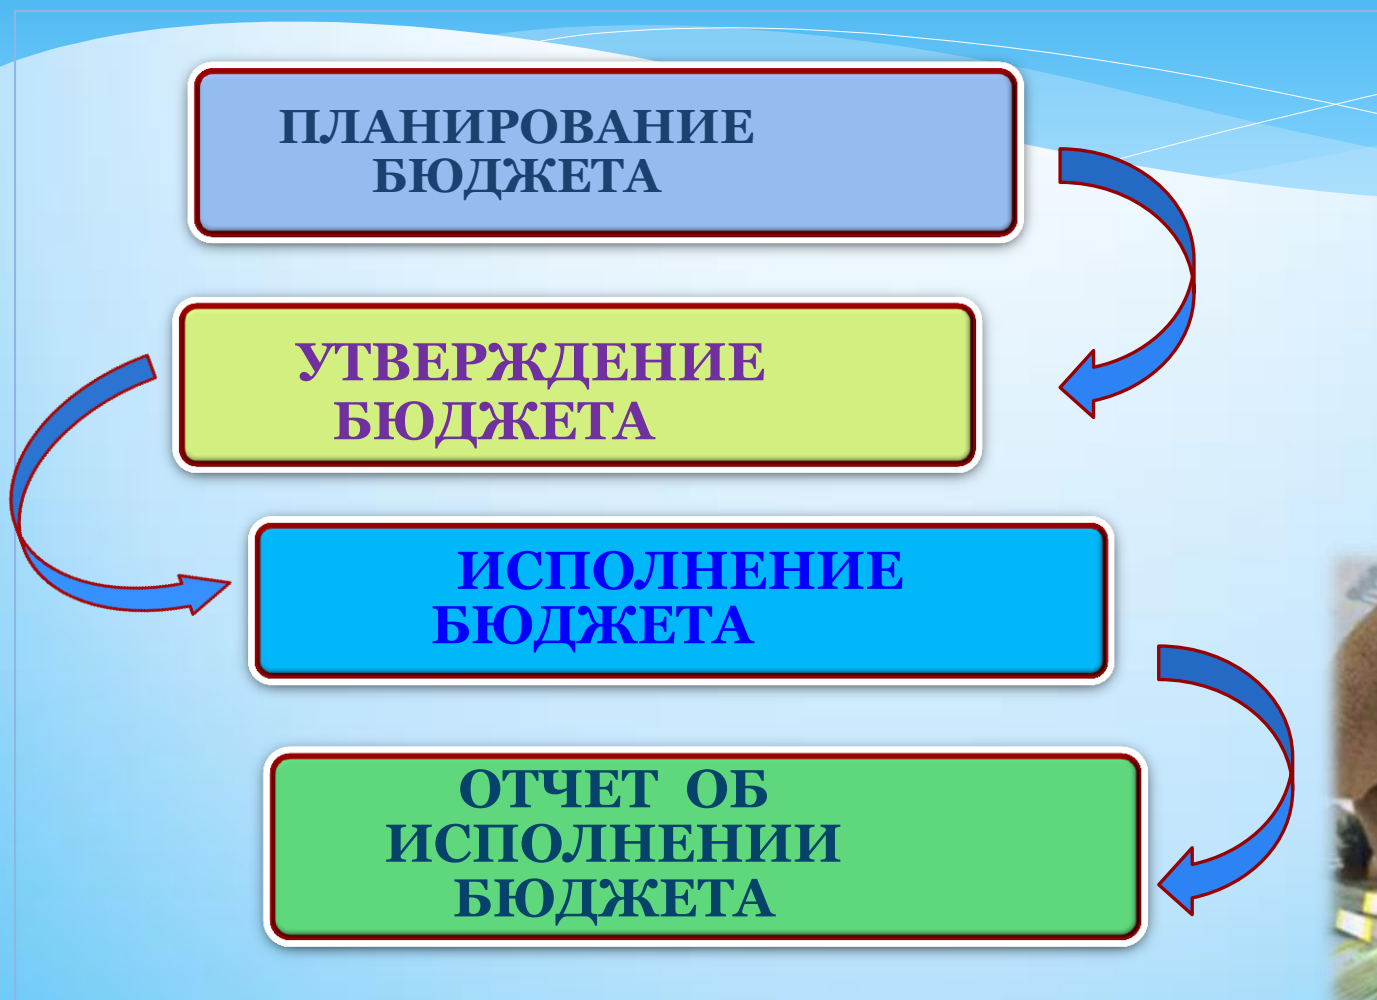 ПЛАНИРОВАНИЕ
БЮДЖЕТА
УТВЕРЖДЕНИЕ
БЮДЖЕТА
ИСПОЛНЕНИЕ
БЮДЖЕТА
ОТЧЕТ ОБ
ИСПОЛНЕНИИ
БЮДЖЕТА